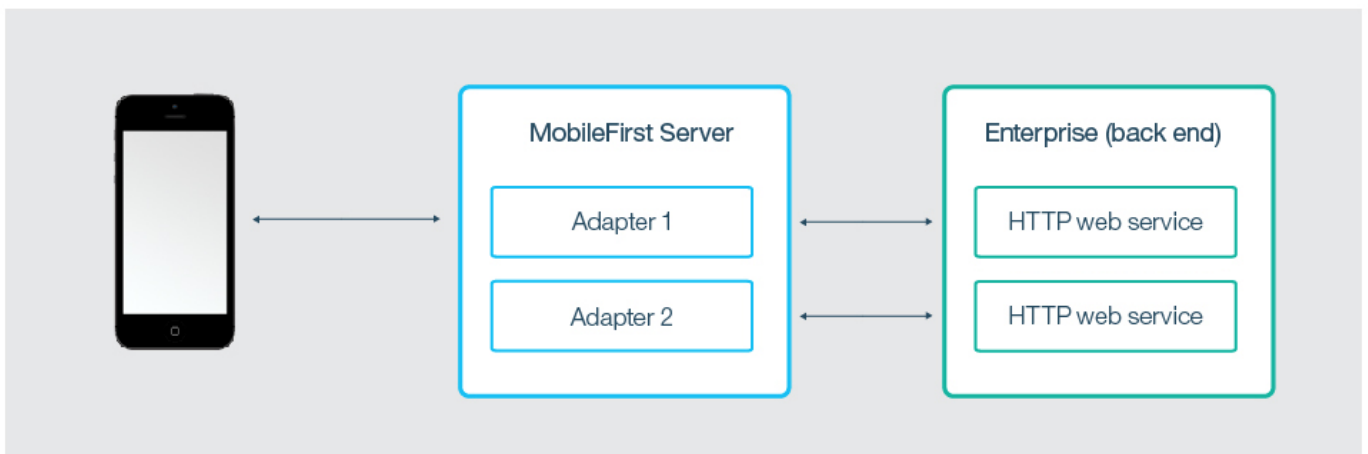 MobileFirst Server
Adapter 1
Adapter 2
Enterprise (back end)
HTTP web service
HTTP web service